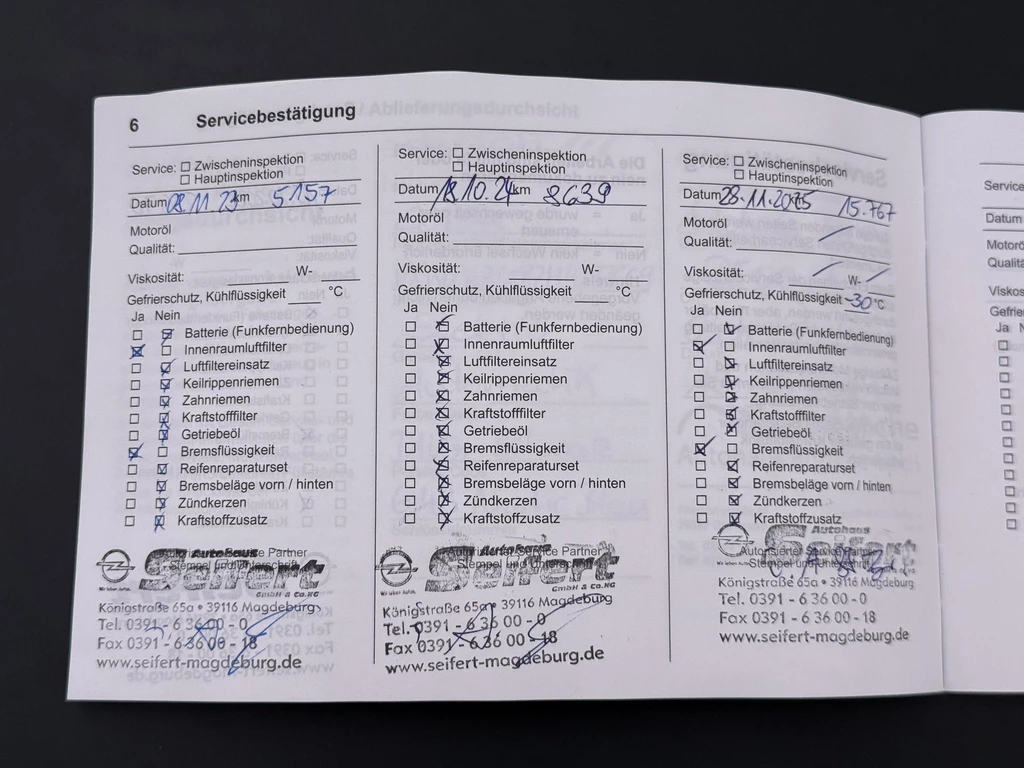 6 Servicebestätigung
Service: ☐ Zwischeninspektion
☐ Hauptinspektion
Datum 08.11 23 km 5157
Motoröl
Qualität:
Viskosität: W-
Gefrierschutz, Kühlflüssigkeit °C
Ja Nein
Batterie (Funkfernbedienung)
Innenraumluftfilter
Luftfiltereinsatz
Keilrippenriemen
Zahnriemen
Kraftstofffilter
Getriebeöl
Bremsflüssigkeit
Reifenreparaturset
Bremsbeläge vorn / hinten
Zündkerzen
Kraftstoffzusatz
Autohaus Service Partner
Seifert
Stempel und Unterschrift
GmbH & Co.KG
Königstraße 65a • 39116 Magdeburg
Tel. 0391 - 6 36 00 - 0
Fax 0391 - 6 36 00 - 18
www.seifert-magdeburg.de
Service: ☐ Zwischeninspektion
☐ Hauptinspektion
Datum 18.10.24 km 8639
Motoröl
Qualität:
Viskosität: W-
Gefrierschutz, Kühlflüssigkeit °C
Ja Nein
Batterie (Funkfernbedienung)
Innenraumluftfilter
Luftfiltereinsatz
Keilrippenriemen
Zahnriemen
Kraftstofffilter
Getriebeöl
Bremsflüssigkeit
Reifenreparaturset
Bremsbeläge vorn / hinten
Zündkerzen
Kraftstoffzusatz
Autohaus Service Partner
Seifert
Stempel und Unterschrift
GmbH & Co.KG
Königstraße 65a • 39116 Magdeburg
Tel. 0391 - 6 36 00 - 0
Fax 0391 - 6 36 00 - 18
www.seifert-magdeburg.de
Service: ☐ Zwischeninspektion
☐ Hauptinspektion
Datum 28.11.2025 15.767
Motoröl
Qualität:
Viskosität: W-
Gefrierschutz, Kühlflüssigkeit -30 °C
Ja Nein
Batterie (Funkfernbedienung)
Innenraumluftfilter
Luftfiltereinsatz
Keilrippenriemen
Zahnriemen
Kraftstofffilter
Getriebeöl
Bremsflüssigkeit
Reifenreparaturset
Bremsbeläge vorn / hinten
Zündkerzen
Kraftstoffzusatz
Autohaus
Autorisierter Service Partner
Seifert
Stempel und Unterschrift
Königstraße 65a • 39116 Magdeburg
Tel. 0391 - 6 36 00 - 0
Fax 0391 - 6 36 00 - 18
www.seifert-magdeburg.de
Service
Datum
Motorö
Qualitä
Viskos
Gefrier
Ja